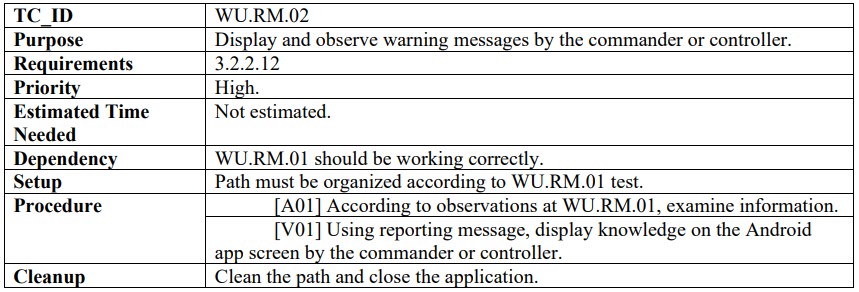 TC_ID WU.RM.02
Purpose Display and observe warning messages by the commander or controller.
Requirements 3.2.2.12
Priority High.
Estimated Time Not estimated.
Needed
Dependency WU.RM.01 should be working correctly.
Setup Path must be organized according to WU.RM.01 test.
Procedure [A01] According to observations at WU.RM.01, examine information.
[V01] Using reporting message, display knowledge on the Android
app screen by the commander or controller.
Cleanup Clean the path and close the application.